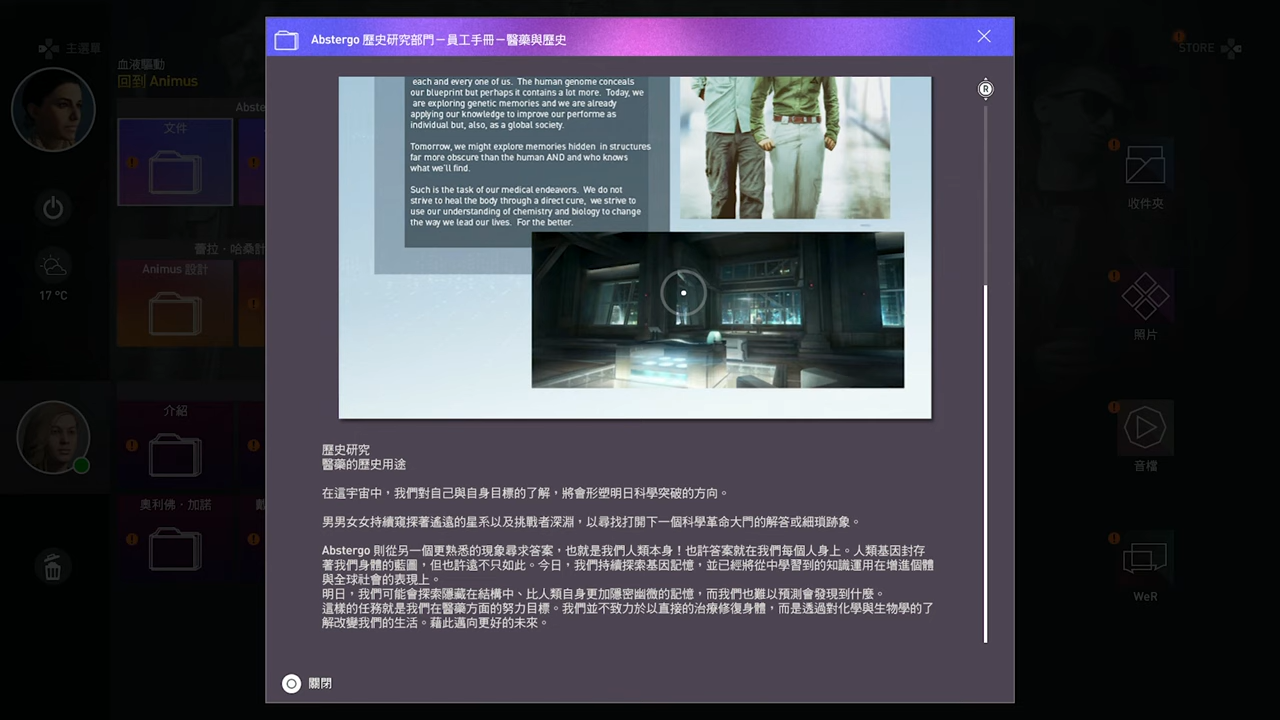 Abstergo 歷史研究部門－員工手冊－醫藥與歷史
主選單
STORE
血液驅動
回到 Animus
Abste
文件
蕾拉．哈桑計
Animus 設計
17 °C
介紹
奧利佛．加諾
戴
收件夾
照片
音檔
WeR
R
each and every one of us. The human genome conceals
our blueprint but perhaps it contains a lot more. Today, we
are exploring genetic memories and we are already
applying our knowledge to improve our performe as
individual but, also, as a global society.
Tomorrow, we might explore memories hidden in structures
far more obscure than the human AND and who knows
what we'll find.
Such is the task of our medical endeavors. We do not
strive to heal the body through a direct cure, we strive to
use our understanding of chemistry and biology to change
the way we lead our lives. For the better.
歷史研究
醫藥的歷史用途
在這宇宙中，我們對自己與自身目標的了解，將會形塑明日科學突破的方向。
男男女女持續窺探著遙遠的星系以及挑戰者深淵，以尋找打開下一個科學革命大門的解答或細瑣跡象。
Abstergo 則從另一個更熟悉的現象尋求答案，也就是我們人類本身！也許答案就在我們每個人身上。人類基因封存
著我們身體的藍圖，但也許遠不只如此。今日，我們持續探索基因記憶，並已經將從中學習到的知識運用在增進個體
與全球社會的表現上。
明日，我們可能會探索隱藏在結構中、比人類自身更加隱密幽微的記憶，而我們也難以預測會發現到什麼。
這樣的任務就是我們在醫藥方面的努力目標。我們並不致力於以直接的治療修復身體，而是透過對化學與生物學的了
解改變我們的生活。藉此邁向更好的未來。
關閉